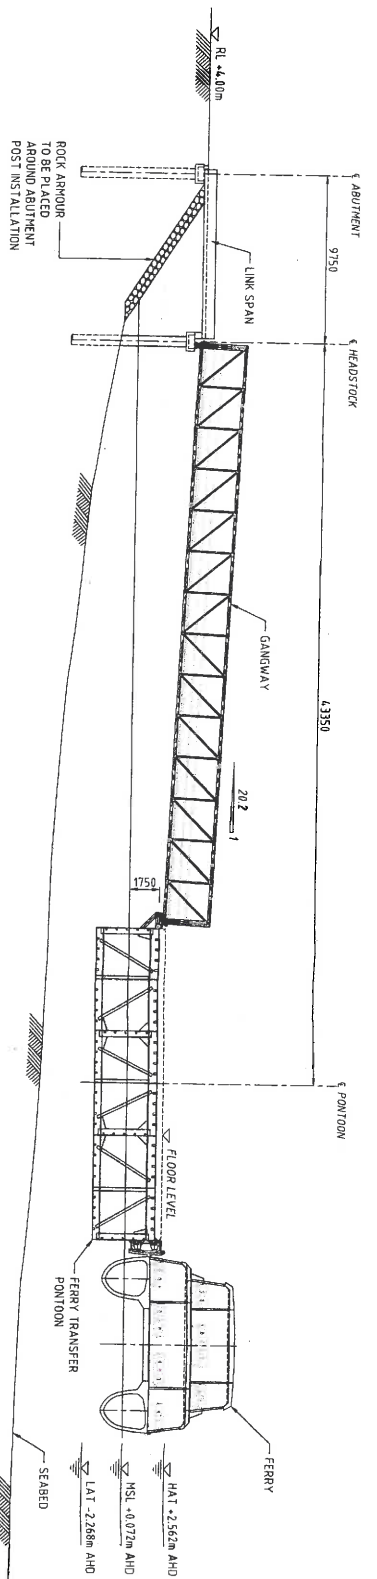 RL +4.00m
℄ ABUTMENT
9750
℄ HEADSTOCK
43350
℄ PONTOON
LINK SPAN
ROCK ARMOUR
TO BE PLACED
AROUND ABUTMENT
POST INSTALLATION
GANGWAY
20.2
1
1750
FLOOR LEVEL
FERRY TRANSFER
PONTOON
FERRY
HAT +2.562m AHD
MSL +0.072m AHD
LAT -2.268m AHD
SEABED